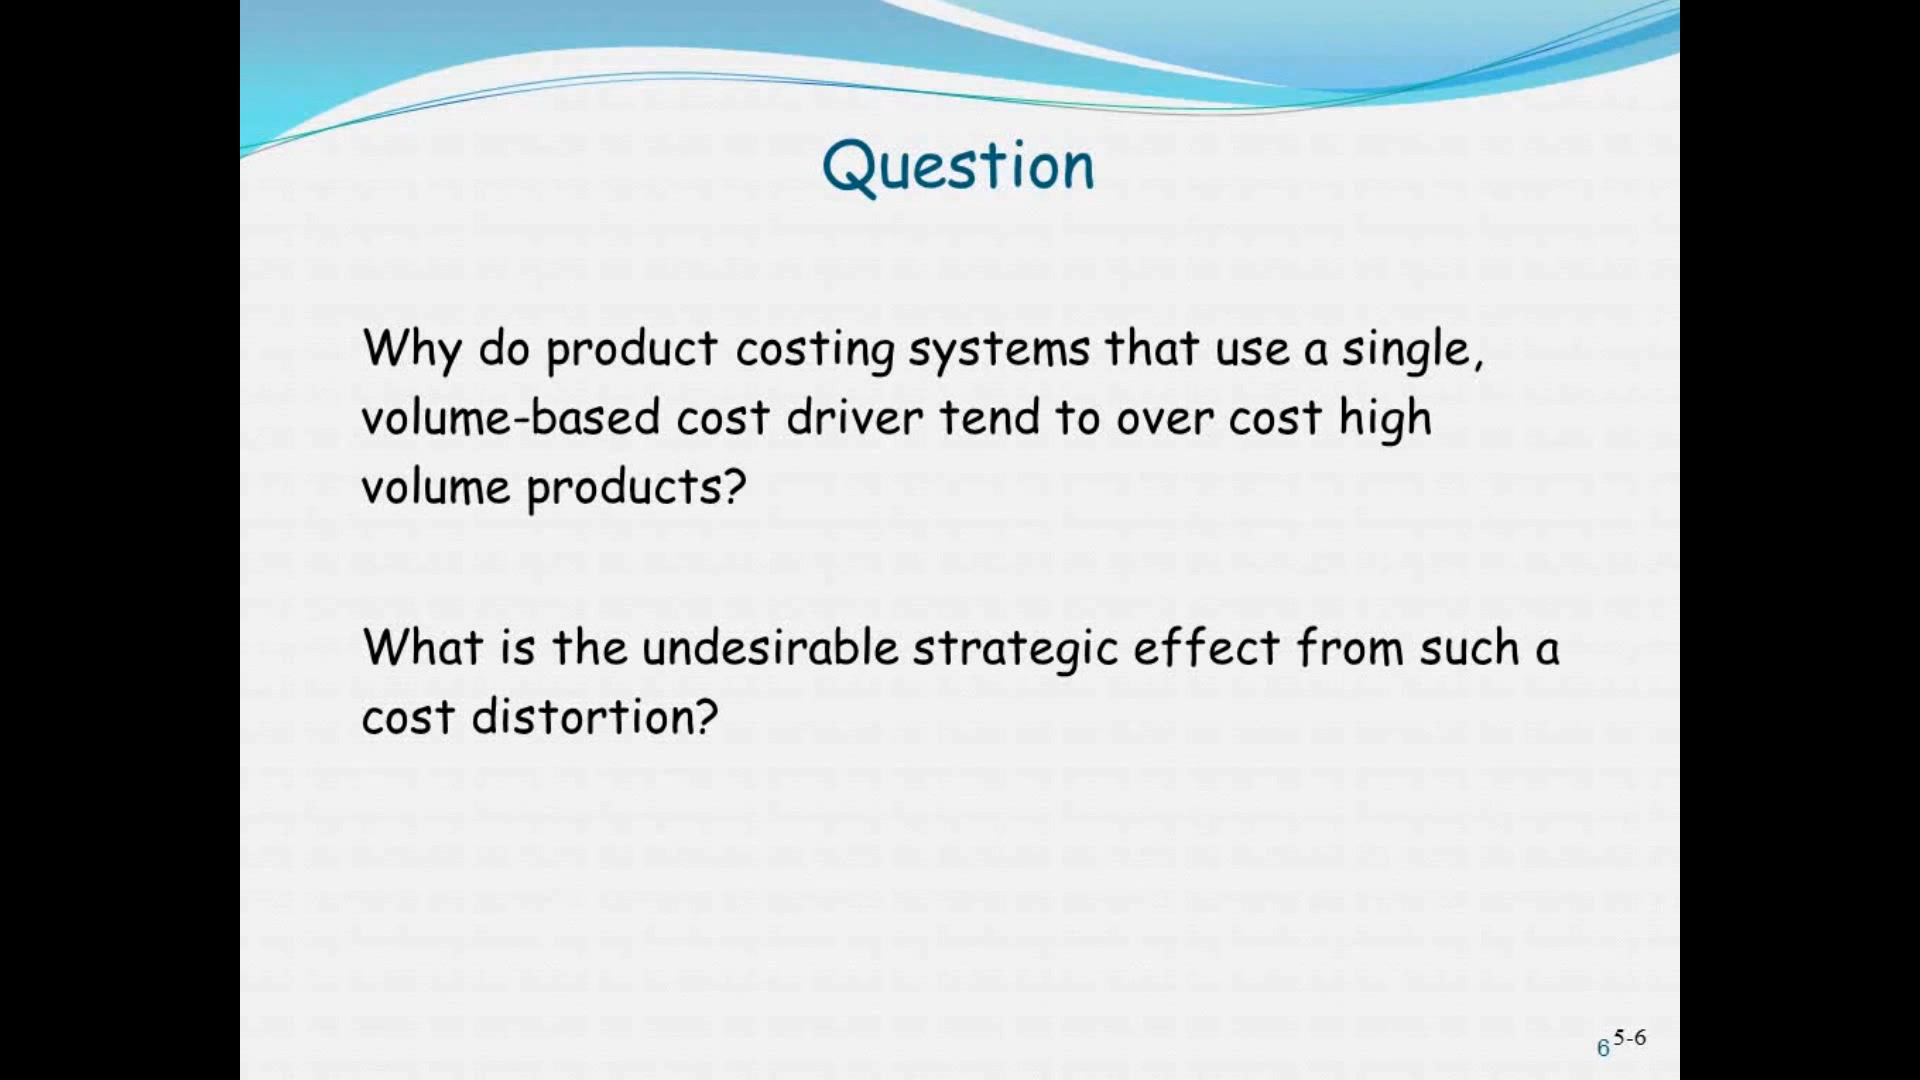 Question
Why do product costing systems that use a single,
volume-based cost driver tend to over cost high
volume products?
What is the undesirable strategic effect from such a
cost distortion?
6 5-6